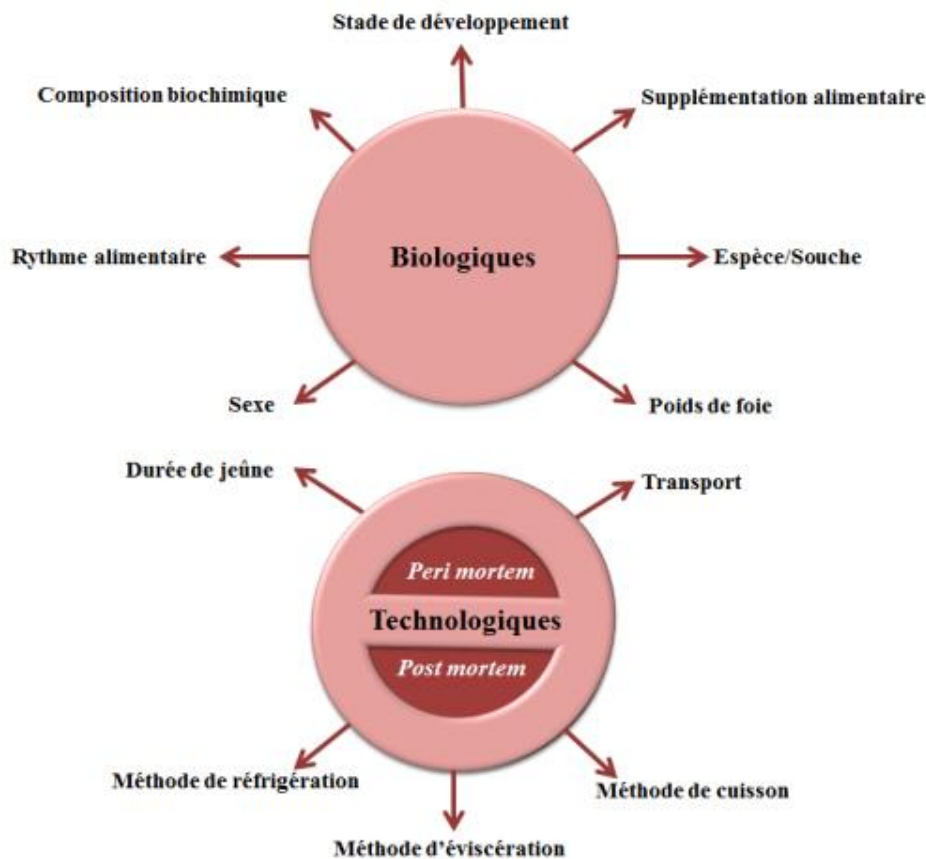 Stade de développement
Composition biochimique
Supplémentation alimentaire
Rythme alimentaire
Biologiques
Espèce/Souche
Sexe
Poids de foie
Durée de jeûne
Transport
Peri mortem
Technologiques
Post mortem
Méthode de réfrigération
Méthode de cuisson
Méthode d'éviscération